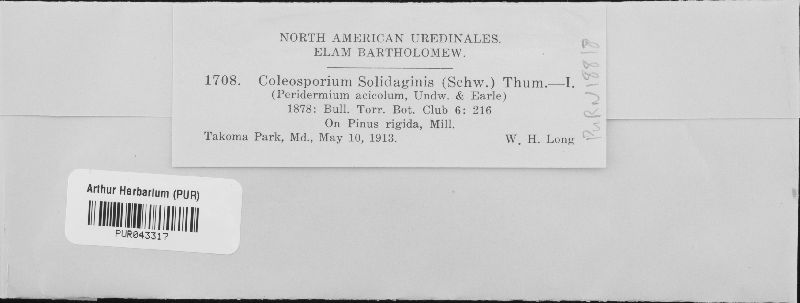 NORTH AMERICAN UREDINALES.
ELAM BARTHOLOMEW.
1708. Coleosporium Solidaginis (Schw.) Thum.—I.
(Peridermium acicolum, Undw. & Earle)
1878: Bull. Torr. Bot. Club 6: 216
On Pinus rigida, Mill.
Takoma Park, Md., May 10, 1913. W. H. Long
PURN18818
Arthur Herbarium (PUR)
PUR043317